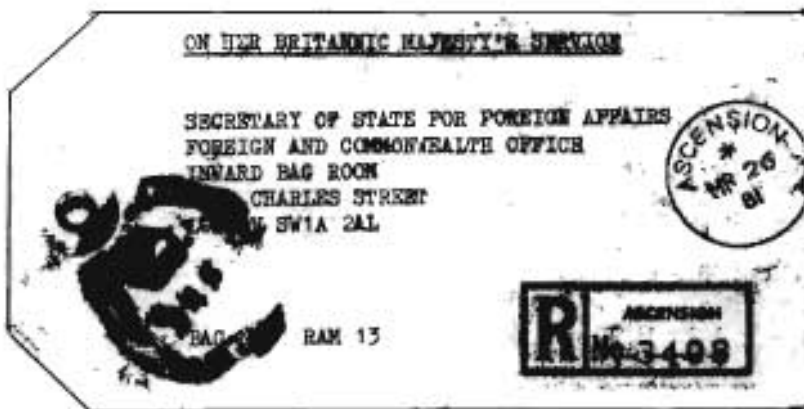 ON HER BRITANNIC MAJESTY'S SERVICE
SECRETARY OF STATE FOR FOREIGN AFFAIRS
FOREIGN AND COMMONWEALTH OFFICE
INWARD BAG ROOM
CHARLES STREET
SW1A 2AL
ASCENSION
MR 26
81
BAG RAM 13
R ASCENSION
No 3408